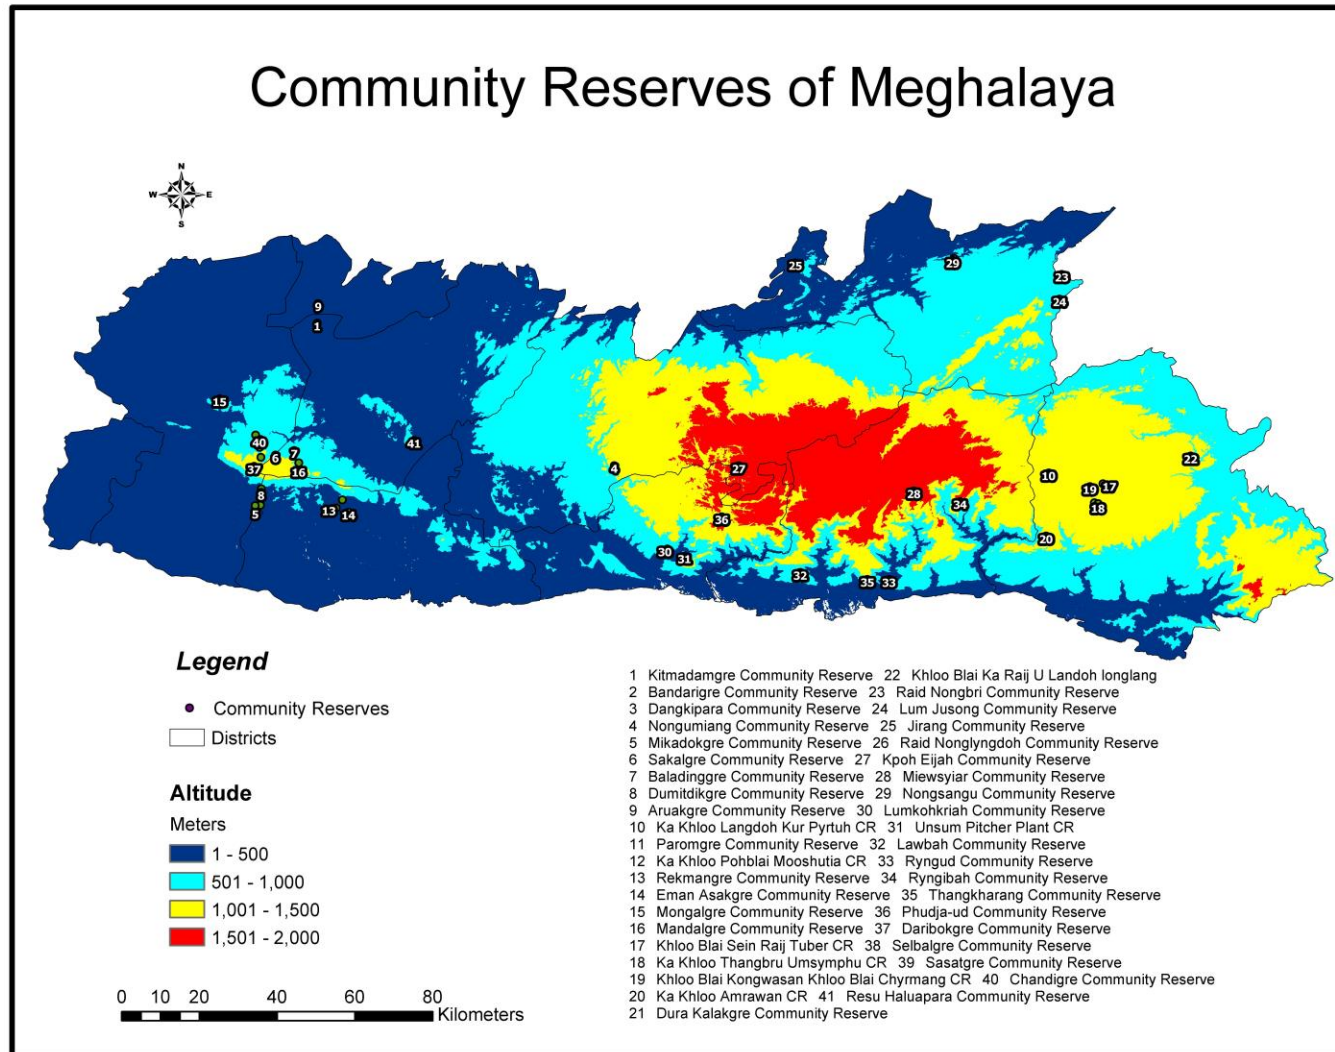 Community Reserves of Meghalaya
N
W E
S
25
29
23
24
9
1
15
40
7
6
37
16
41
4
27
22
10
19 17
18
8
5
13
14
28
34
36
20
30
31
32
35 33
Legend
Community Reserves
Districts
Altitude
Meters
1 - 500
501 - 1,000
1,001 - 1,500
1,501 - 2,000
0 10 20 40 60 80
Kilometers
1 Kitmadamgre Community Reserve 22 Khloo Blai Ka Raij U Landoh Ionglang
2 Bandarigre Community Reserve 23 Raid Nongbri Community Reserve
3 Dangkipara Community Reserve 24 Lum Jusong Community Reserve
4 Nongumiang Community Reserve 25 Jirang Community Reserve
5 Mikadokgre Community Reserve 26 Raid Nonglyngdoh Community Reserve
6 Sakalgre Community Reserve 27 Kpoh Eijah Community Reserve
7 Baladinggre Community Reserve 28 Miewsyiar Community Reserve
8 Dumitdikgre Community Reserve 29 Nongsangu Community Reserve
9 Aruakgre Community Reserve 30 Lumkohkriah Community Reserve
10 Ka Khloo Langdoh Kur Pyrtuh CR 31 Unsum Pitcher Plant CR
11 Paromgre Community Reserve 32 Lawbah Community Reserve
12 Ka Khloo Pohblai Mooshutia CR 33 Ryngud Community Reserve
13 Rekmangre Community Reserve 34 Ryngibah Community Reserve
14 Eman Asakgre Community Reserve 35 Thangkharang Community Reserve
15 Mongalgre Community Reserve 36 Phudja-ud Community Reserve
16 Mandalgre Community Reserve 37 Daribokgre Community Reserve
17 Khloo Blai Sein Raij Tuber CR 38 Selbalgre Community Reserve
18 Ka Khloo Thangbru Umsymphu CR 39 Sasatgre Community Reserve
19 Khloo Blai Kongwasan Khloo Blai Chyrmang CR 40 Chandigre Community Reserve
20 Ka Khloo Amrawan CR 41 Resu Haluapara Community Reserve
21 Dura Kalakgre Community Reserve